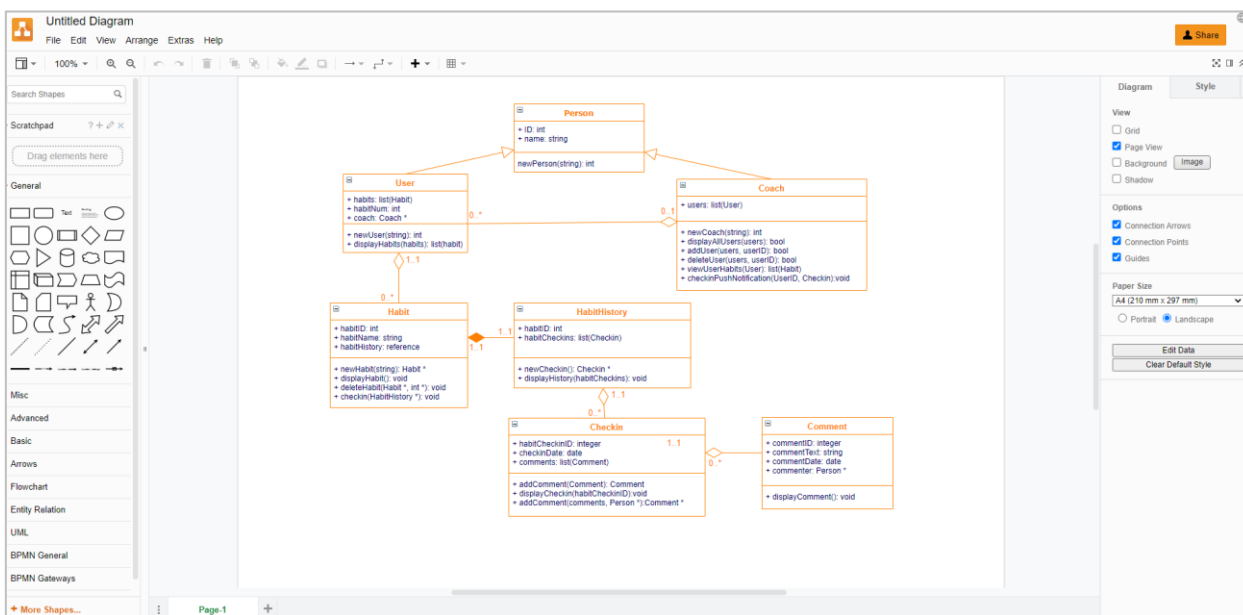 Untitled Diagram
File Edit View Arrange Extras Help
Share
100%
Search Shapes
Scratchpad
Drag elements here
General
Text
Misc
Advanced
Basic
Arrows
Flowchart
Entity Relation
UML
BPMN General
BPMN Gateways
+ More Shapes...
Person
+ ID: int
+ name: string
newPerson(string): int
User
+ habits: list(Habit)
+ habitNum: int
+ coach: Coach *
+ newUser(string): int
+ displayHabits(habits): list(habit)
0..*
0..1
Coach
+ users: list(User)
+ newCoach(string): int
+ displayAllUsers(users): bool
+ addUser(users, userID): bool
+ deleteUser(users, userID): bool
+ viewUserHabits(User): list(Habit)
+ checkinPushNotification(UserID, Checkin):void
1..1
0..*
Habit
+ habitID: int
+ habitName: string
+ habitHistory: reference
+ newHabit(string): Habit *
+ displayHabit(): void
+ deleteHabit(Habit *, int *): void
+ checkin(HabitHistory *): void
1..1
1..1
HabitHistory
+ habitID: int
+ habitCheckins: list(Checkin)
+ newCheckin(): Checkin *
+ displayHistory(habitCheckins): void
1..1
0..*
Checkin
+ habitCheckinID: integer
+ checkinDate: date
+ comments: list(Comment)
+ addComment(Comment): Comment
+ displayCheckin(habitCheckinID):void
+ addComment(comments, Person *):Comment *
1..1
0..*
Comment
+ commentID: integer
+ commentText: string
+ commentDate: date
+ commenter: Person *
+ displayComment(): void
Page-1
Diagram Style
View
Grid
Page View
Background Image
Shadow
Options
Connection Arrows
Connection Points
Guides
Paper Size
A4 (210 mm x 297 mm)
Portrait Landscape
Edit Data
Clear Default Style